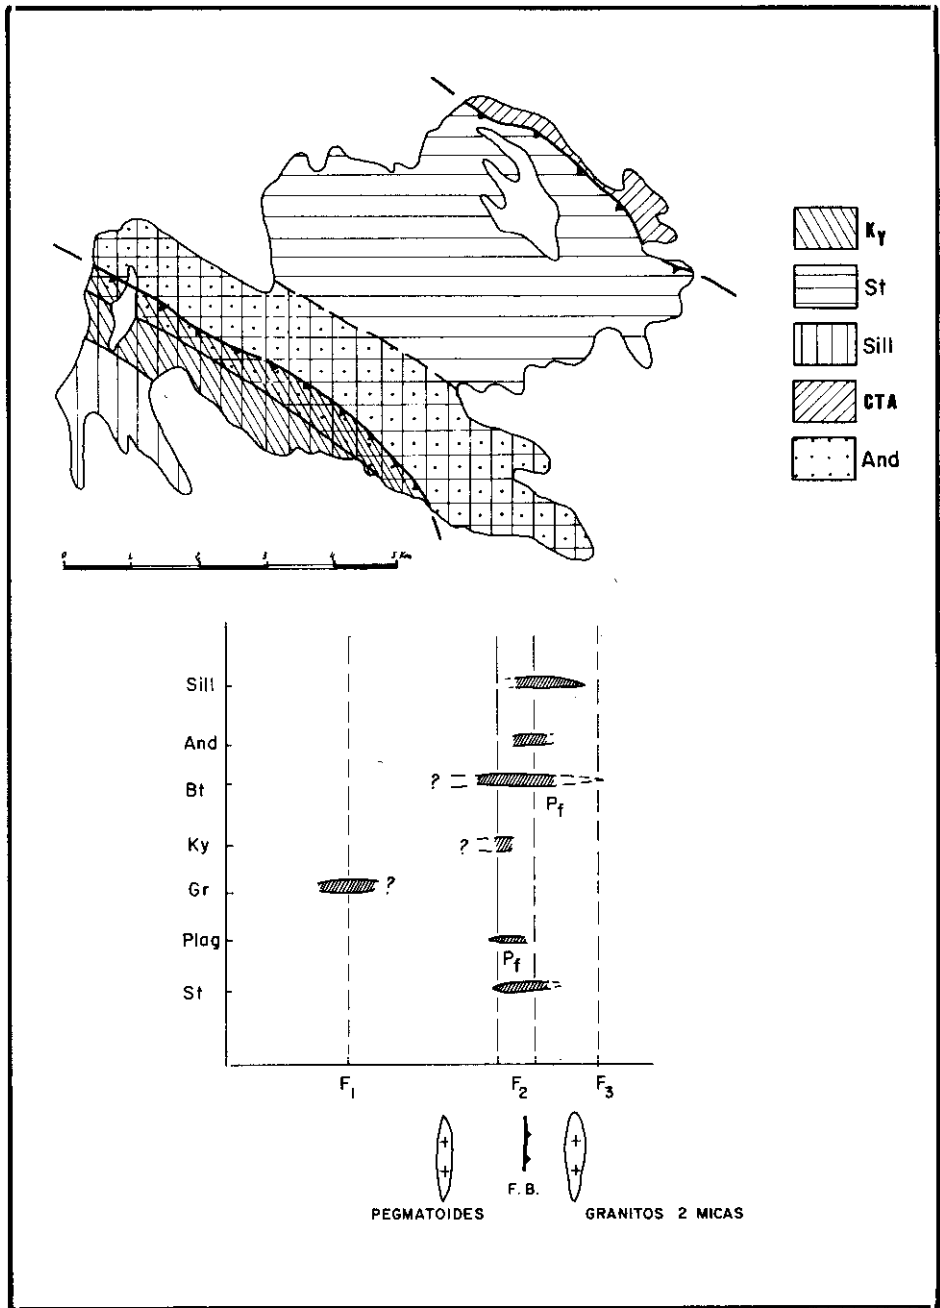 Ky
St
Sill
CTA
And
0 1 2 3 4 5 Km
Sill
And
Bt ?
Pf
Ky ?
Gr ?
Plag
Pf
St
F1 F2 F3
F. B.
PEGMATOIDES GRANITOS 2 MICAS